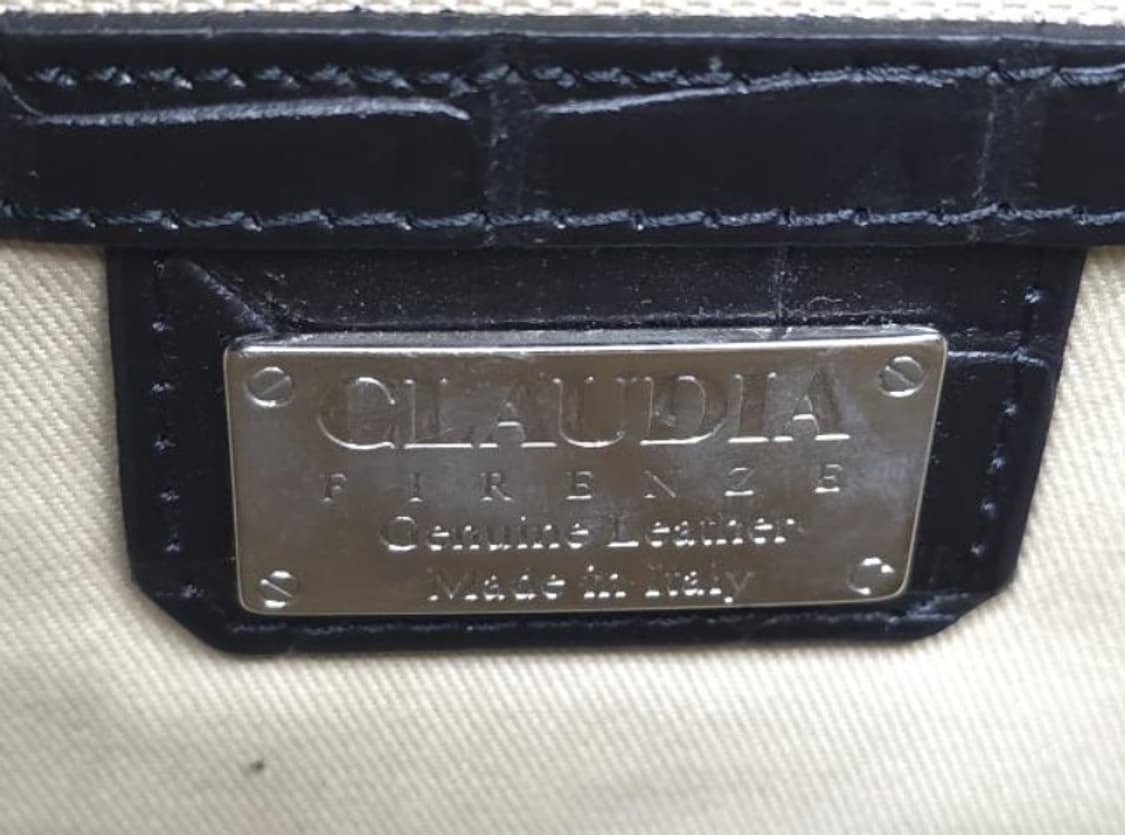 CLAUDIA
FIRENZE
Genuine Leather
Made in Italy